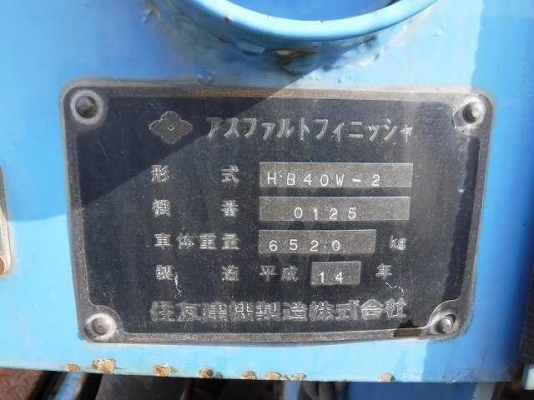 アスファルトフィニッシャ
形式 HB40W-2
機番 0125
車体重量 6520 kg
製造 平成 14 年
住友建機製造株式会社